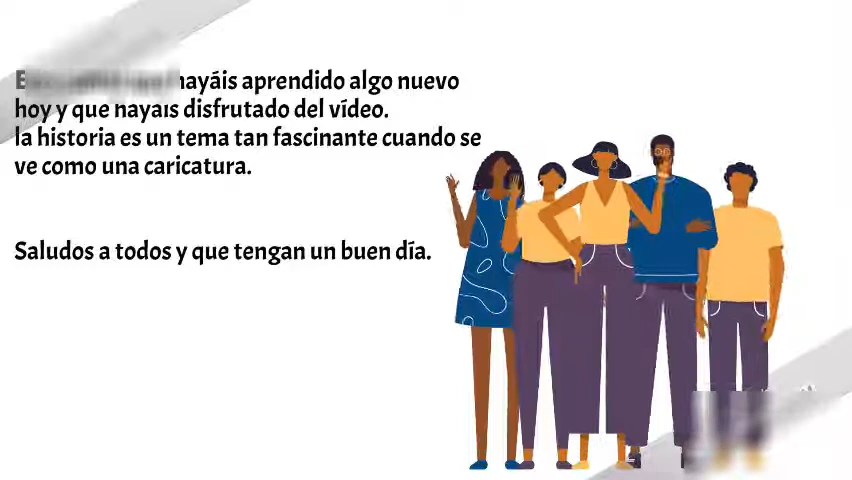 hayáis aprendido algo nuevo
hoy y que hayáis disfrutado del vídeo.
la historia es un tema tan fascinante cuando se
ve como una caricatura.
Saludos a todos y que tengan un buen día.